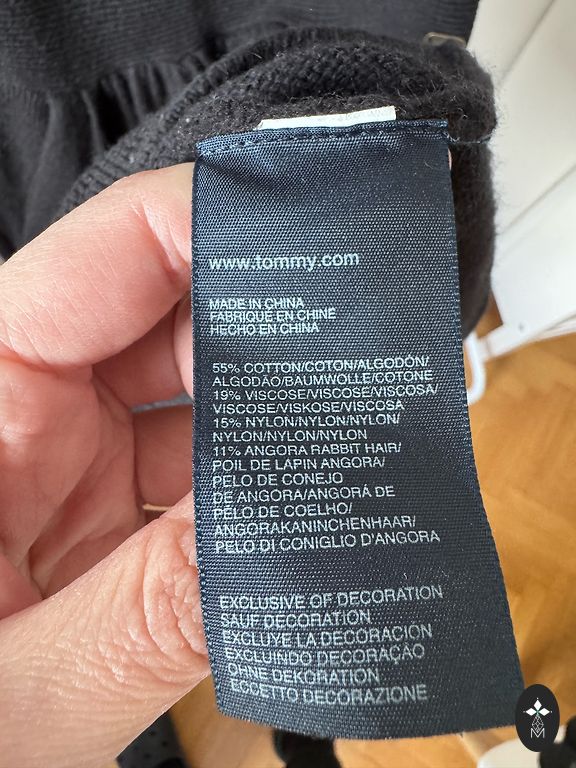 www.tommy.com
MADE IN CHINA
FABRIQUÉ EN CHINE
HECHO EN CHINA
55% COTTON/COTON/ALGODÓN/
ALGODÃO/BAUMWOLLE/COTONE
19% VISCOSE/VISCOSE/VISCOSA/
VISCOSE/VISKOSE/VISCOSA
15% NYLON/NYLON/NYLON/
NYLON/NYLON/NYLON
11% ANGORA RABBIT HAIR/
POIL DE LAPIN ANGORA/
PELO DE CONEJO
DE ANGORA/ANGORÁ DE
PELO DE COELHO/
ANGORAKANINCHENHAAR/
PELO DI CONIGLIO D'ANGORA
EXCLUSIVE OF DECORATION
SAUF DECORATION
EXCLUYE LA DECORACIÓN
EXCLUINDO DECORAÇÃO
OHNE DEKORATION
ECCETTO DECORAZIONE
M